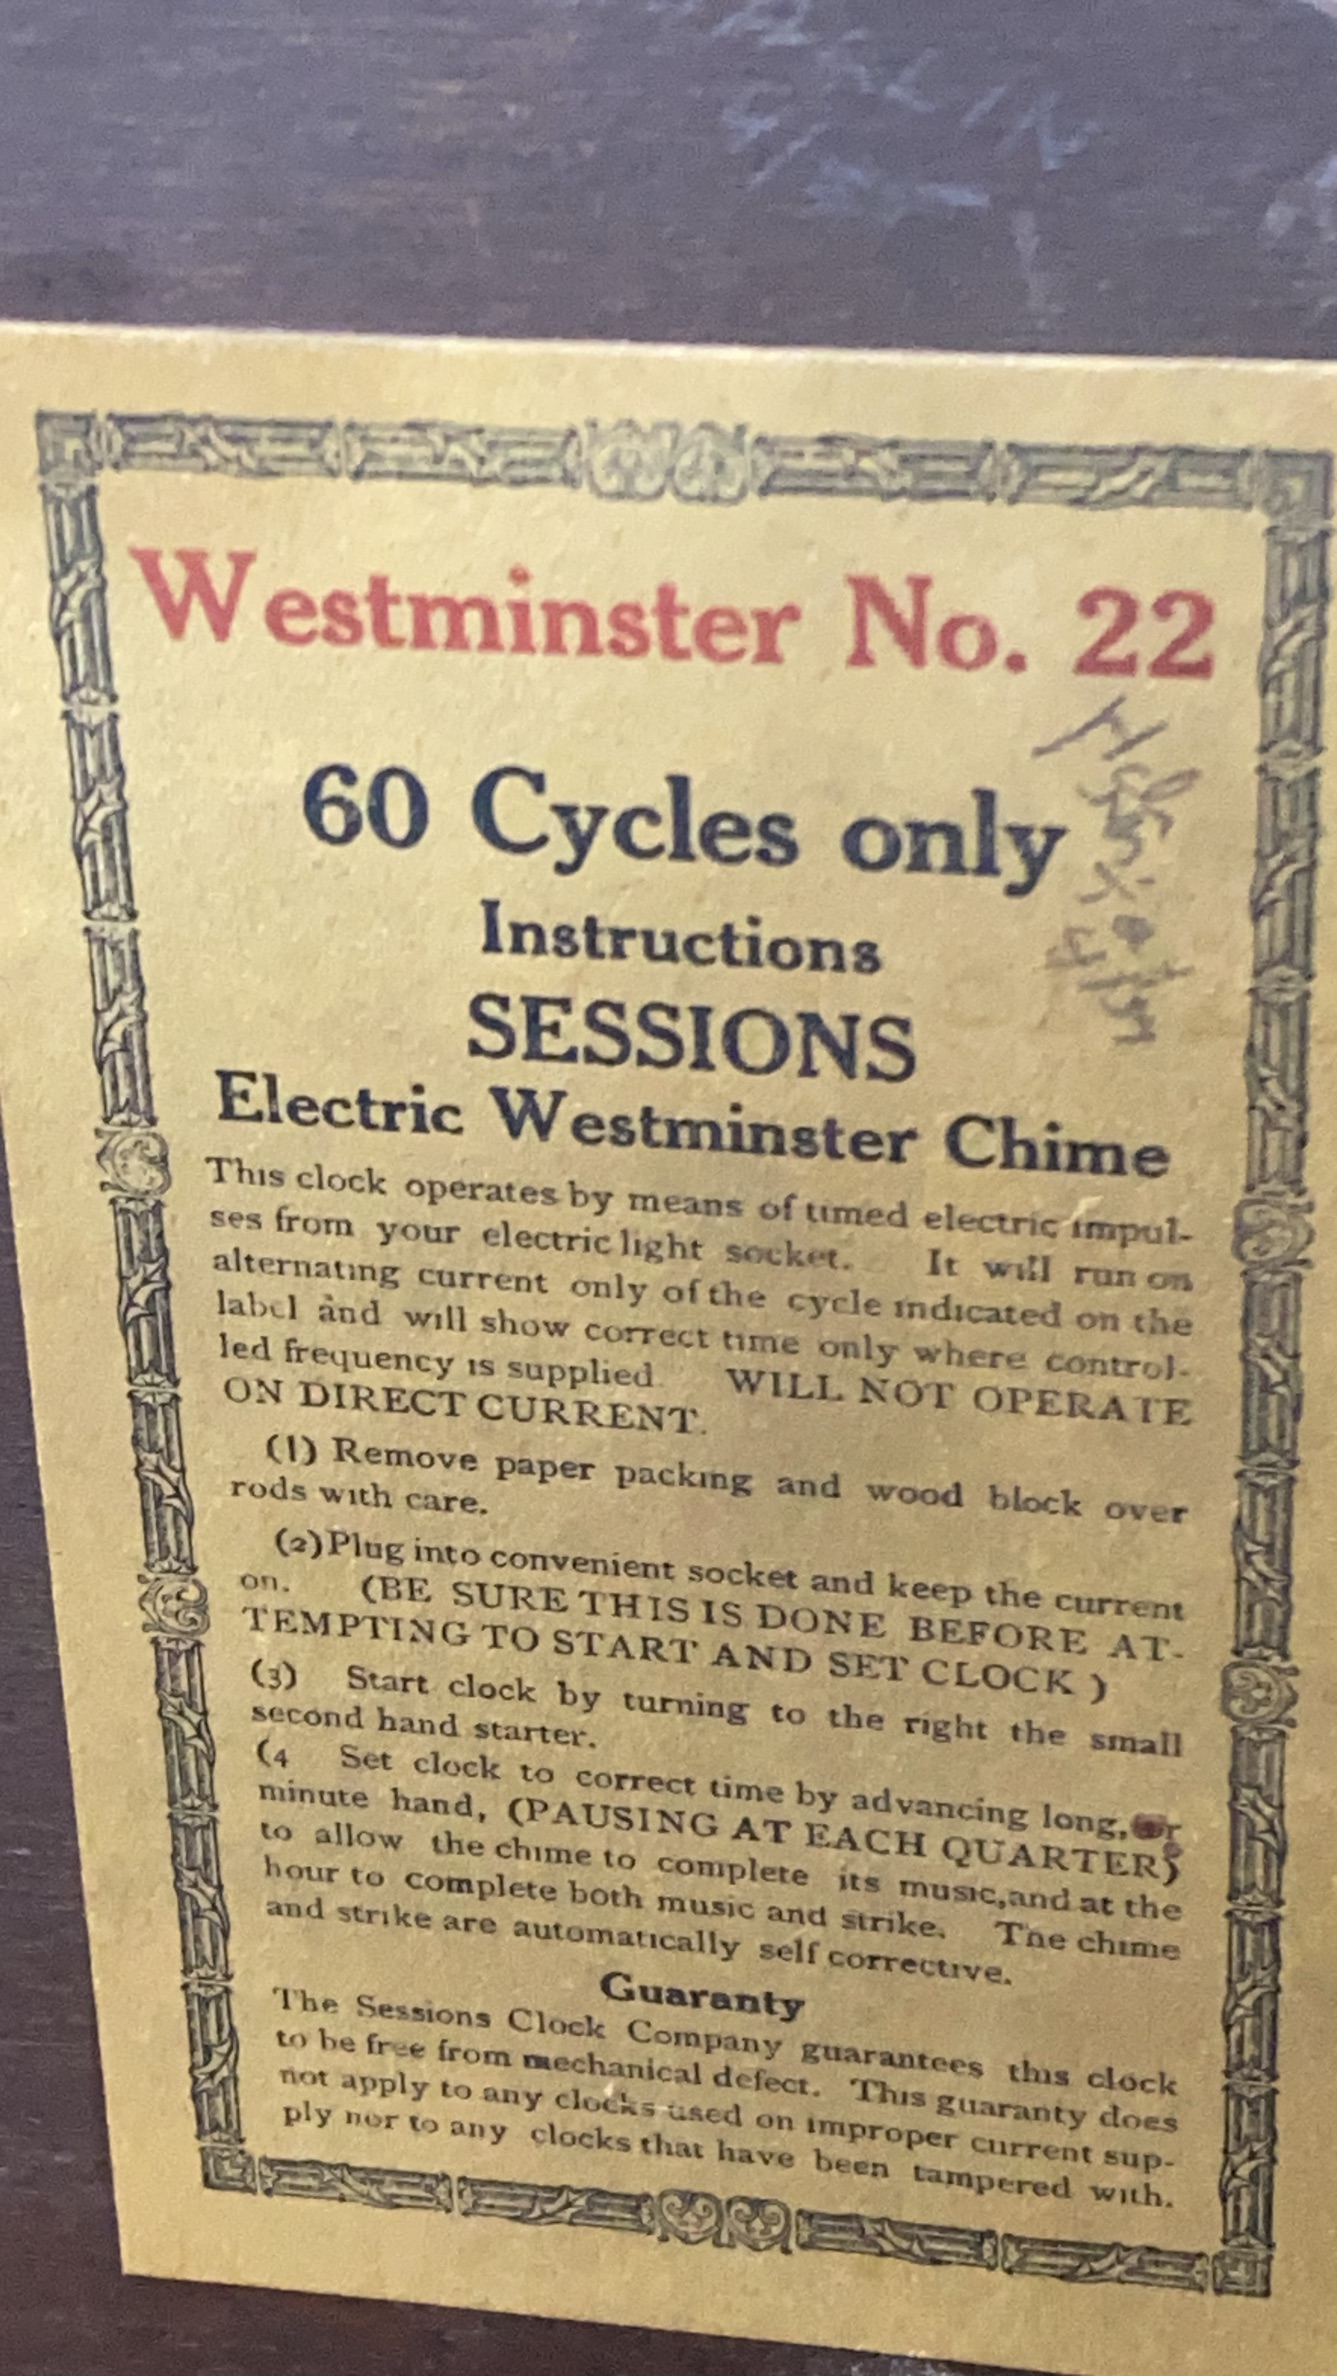 Westminster No. 22
60 Cycles only
Instructions
SESSIONS
Electric Westminster Chime
This clock operates by means of timed electric impul-
ses from your electric light socket. It will run on
alternating current only of the cycle indicated on the
label and will show correct time only where control-
led frequency is supplied. WILL NOT OPERATE
ON DIRECT CURRENT.
(1) Remove paper packing and wood block over
rods with care.
(2) Plug into convenient socket and keep the current
on. (BE SURE THIS IS DONE BEFORE AT-
TEMPTING TO START AND SET CLOCK )
(3) Start clock by turning to the right the small
second hand starter.
(4 Set clock to correct time by advancing long, or
minute hand, (PAUSING AT EACH QUARTER)
to allow the chime to complete its music, and at the
hour to complete both music and strike. The chime
and strike are automatically self corrective.
Guaranty
The Sessions Clock Company guarantees this clock
to be free from mechanical defect. This guaranty does
not apply to any clocks used on improper current sup-
ply nor to any clocks that have been tampered with.